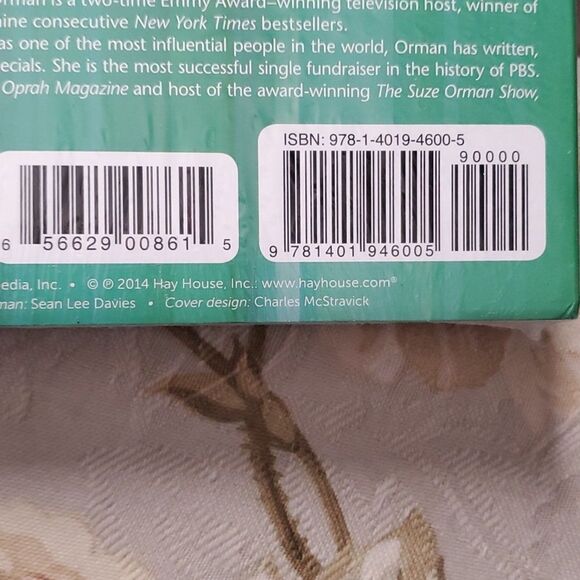 rman is a two-time Emmy Award–winning television host, winner of
nine consecutive New York Times bestsellers.
as one of the most influential people in the world, Orman has written,
ecials. She is the most successful single fundraiser in the history of PBS.
Oprah Magazine and host of the award-winning The Suze Orman Show,
ISBN: 978-1-4019-4600-5
90000
6 56629 00861 5
9 781401 946005
edia, Inc. • © ℗ 2014 Hay House, Inc.: www.hayhouse.com®
man: Sean Lee Davies • Cover design: Charles McStravick